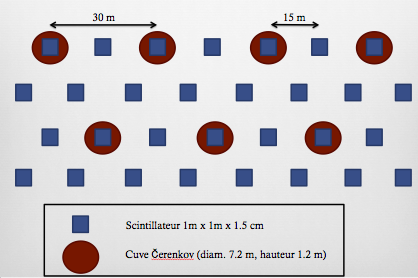 30 m
15 m
Scintillateur 1m x 1m x 1.5 cm
Cuve Čerenkov (diam. 7.2 m, hauteur 1.2 m)